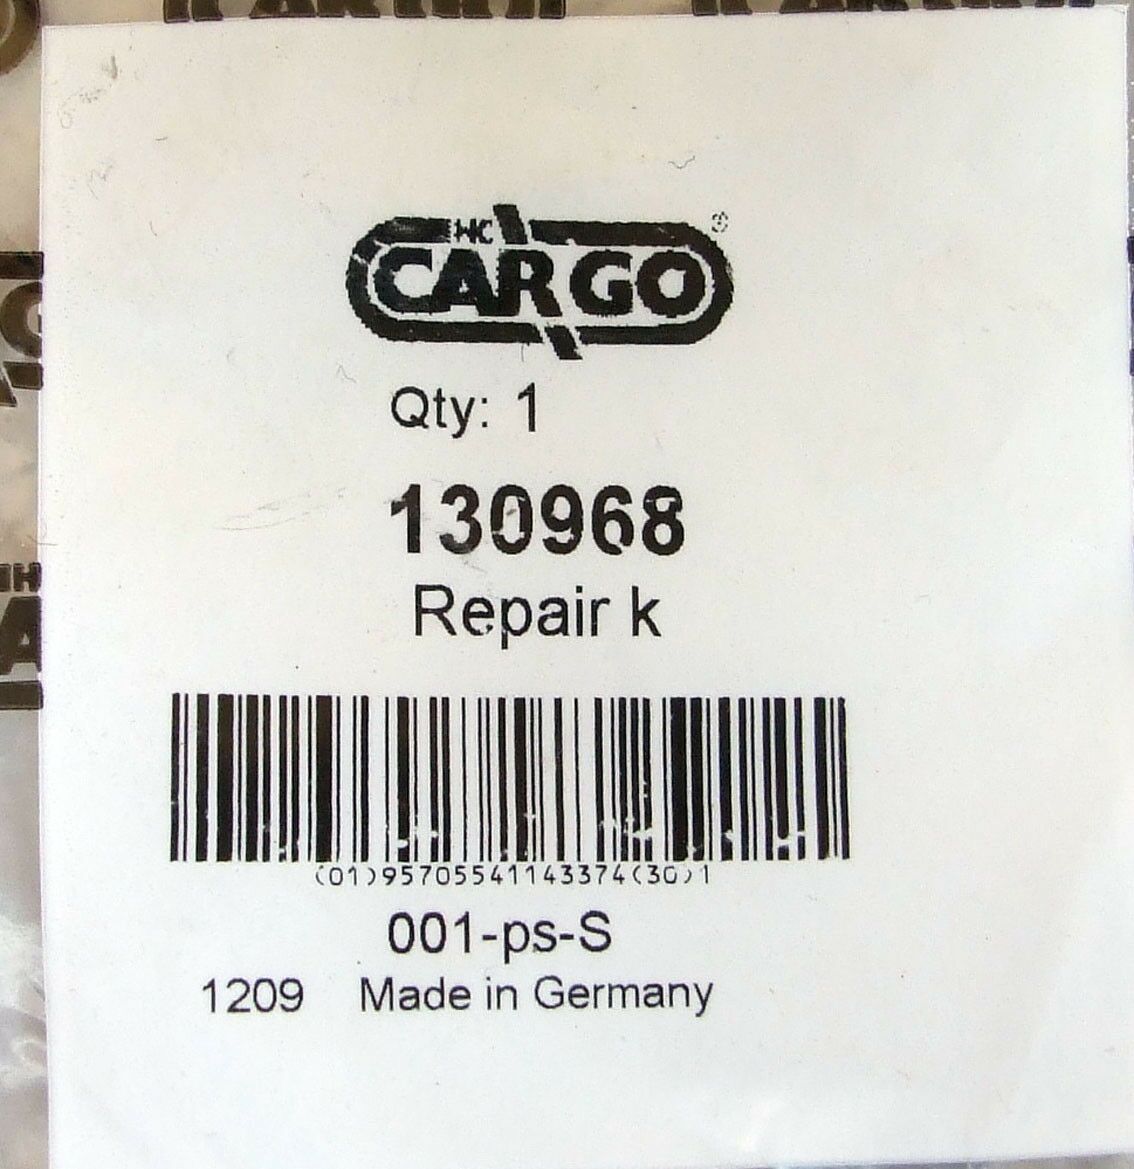 HC
CARGO®
Qty: 1
130968
Repair k
(01)95705541143374(30)1
001-ps-S
1209 Made in Germany